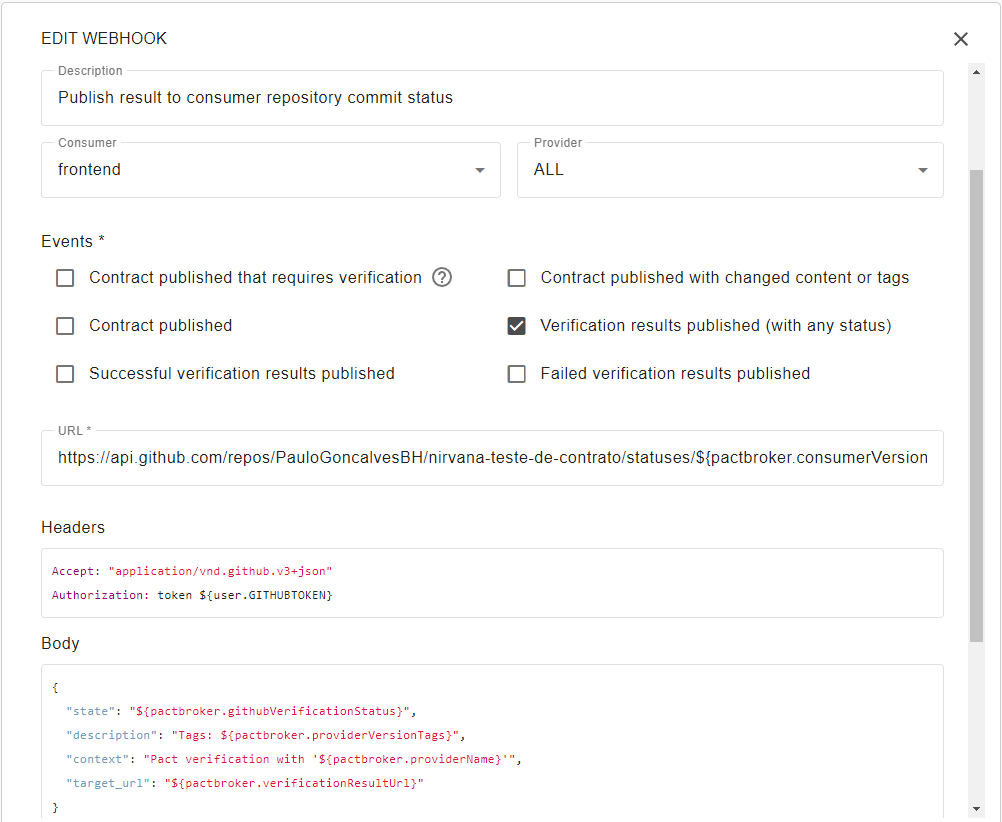 EDIT WEBHOOK
Description
Publish result to consumer repository commit status
Consumer
Provider
frontend
ALL
Events *
Contract published that requires verification
Contract published with changed content or tags
Contract published
Verification results published (with any status)
Successful verification results published
Failed verification results published
URL *
https://api.github.com/repos/PauloGoncalvesBH/nirvana-teste-de-contrato/statuses/${pactbroker.consumerVersion
Headers
Accept: "application/vnd.github.v3+json"
Authorization: token ${user.GITHUBTOKEN}
Body
{
"state": "${pactbroker.githubVerificationStatus}",
"description": "Tags: ${pactbroker.providerVersionTags}",
"context": "Pact verification with '${pactbroker.providerName}'",
"target_url": "${pactbroker.verificationResultUrl}"
}